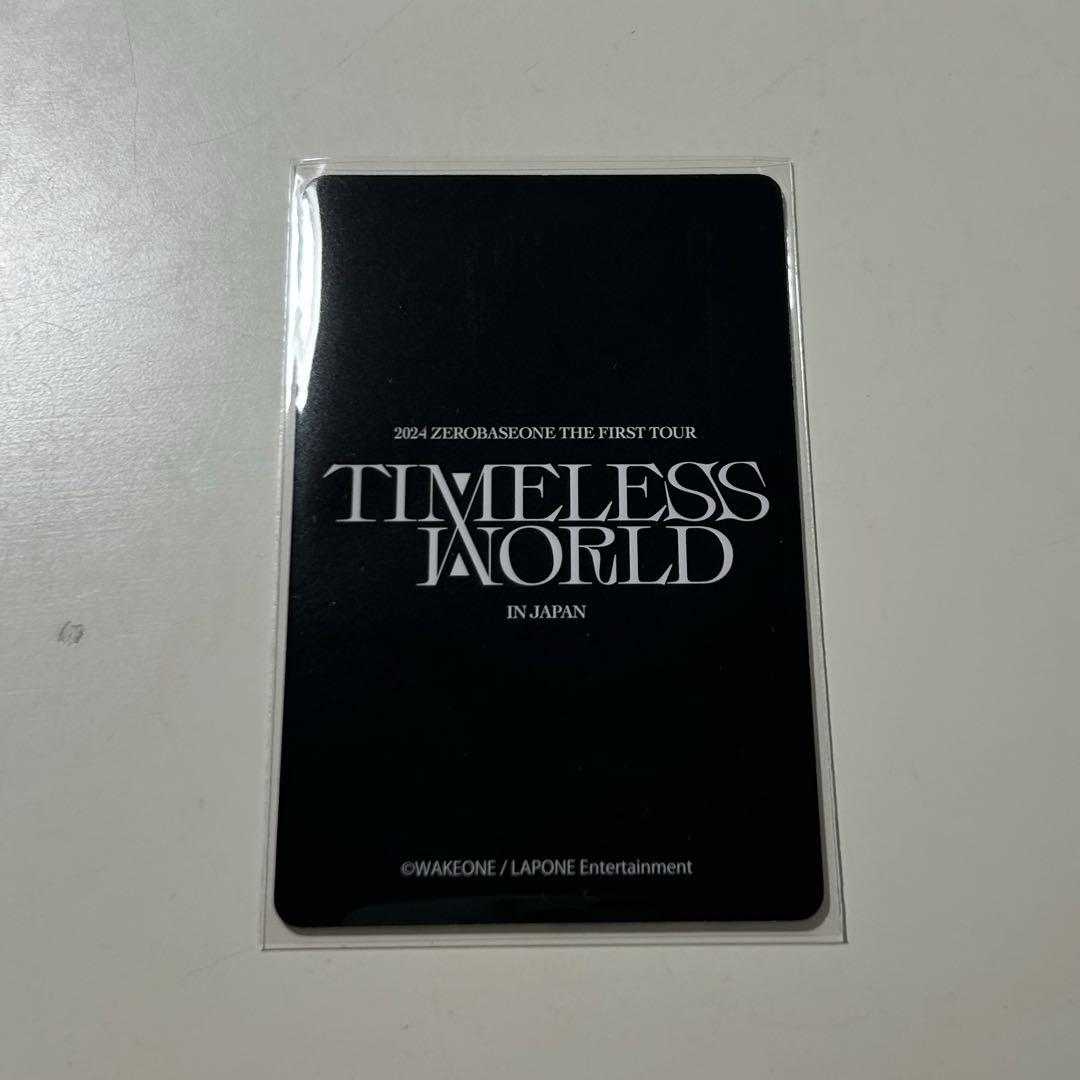 2024 ZEROBASEONE THE FIRST TOUR
TIMELESS
WORLD
IN JAPAN
©WAKEONE / LAPONE Entertainment